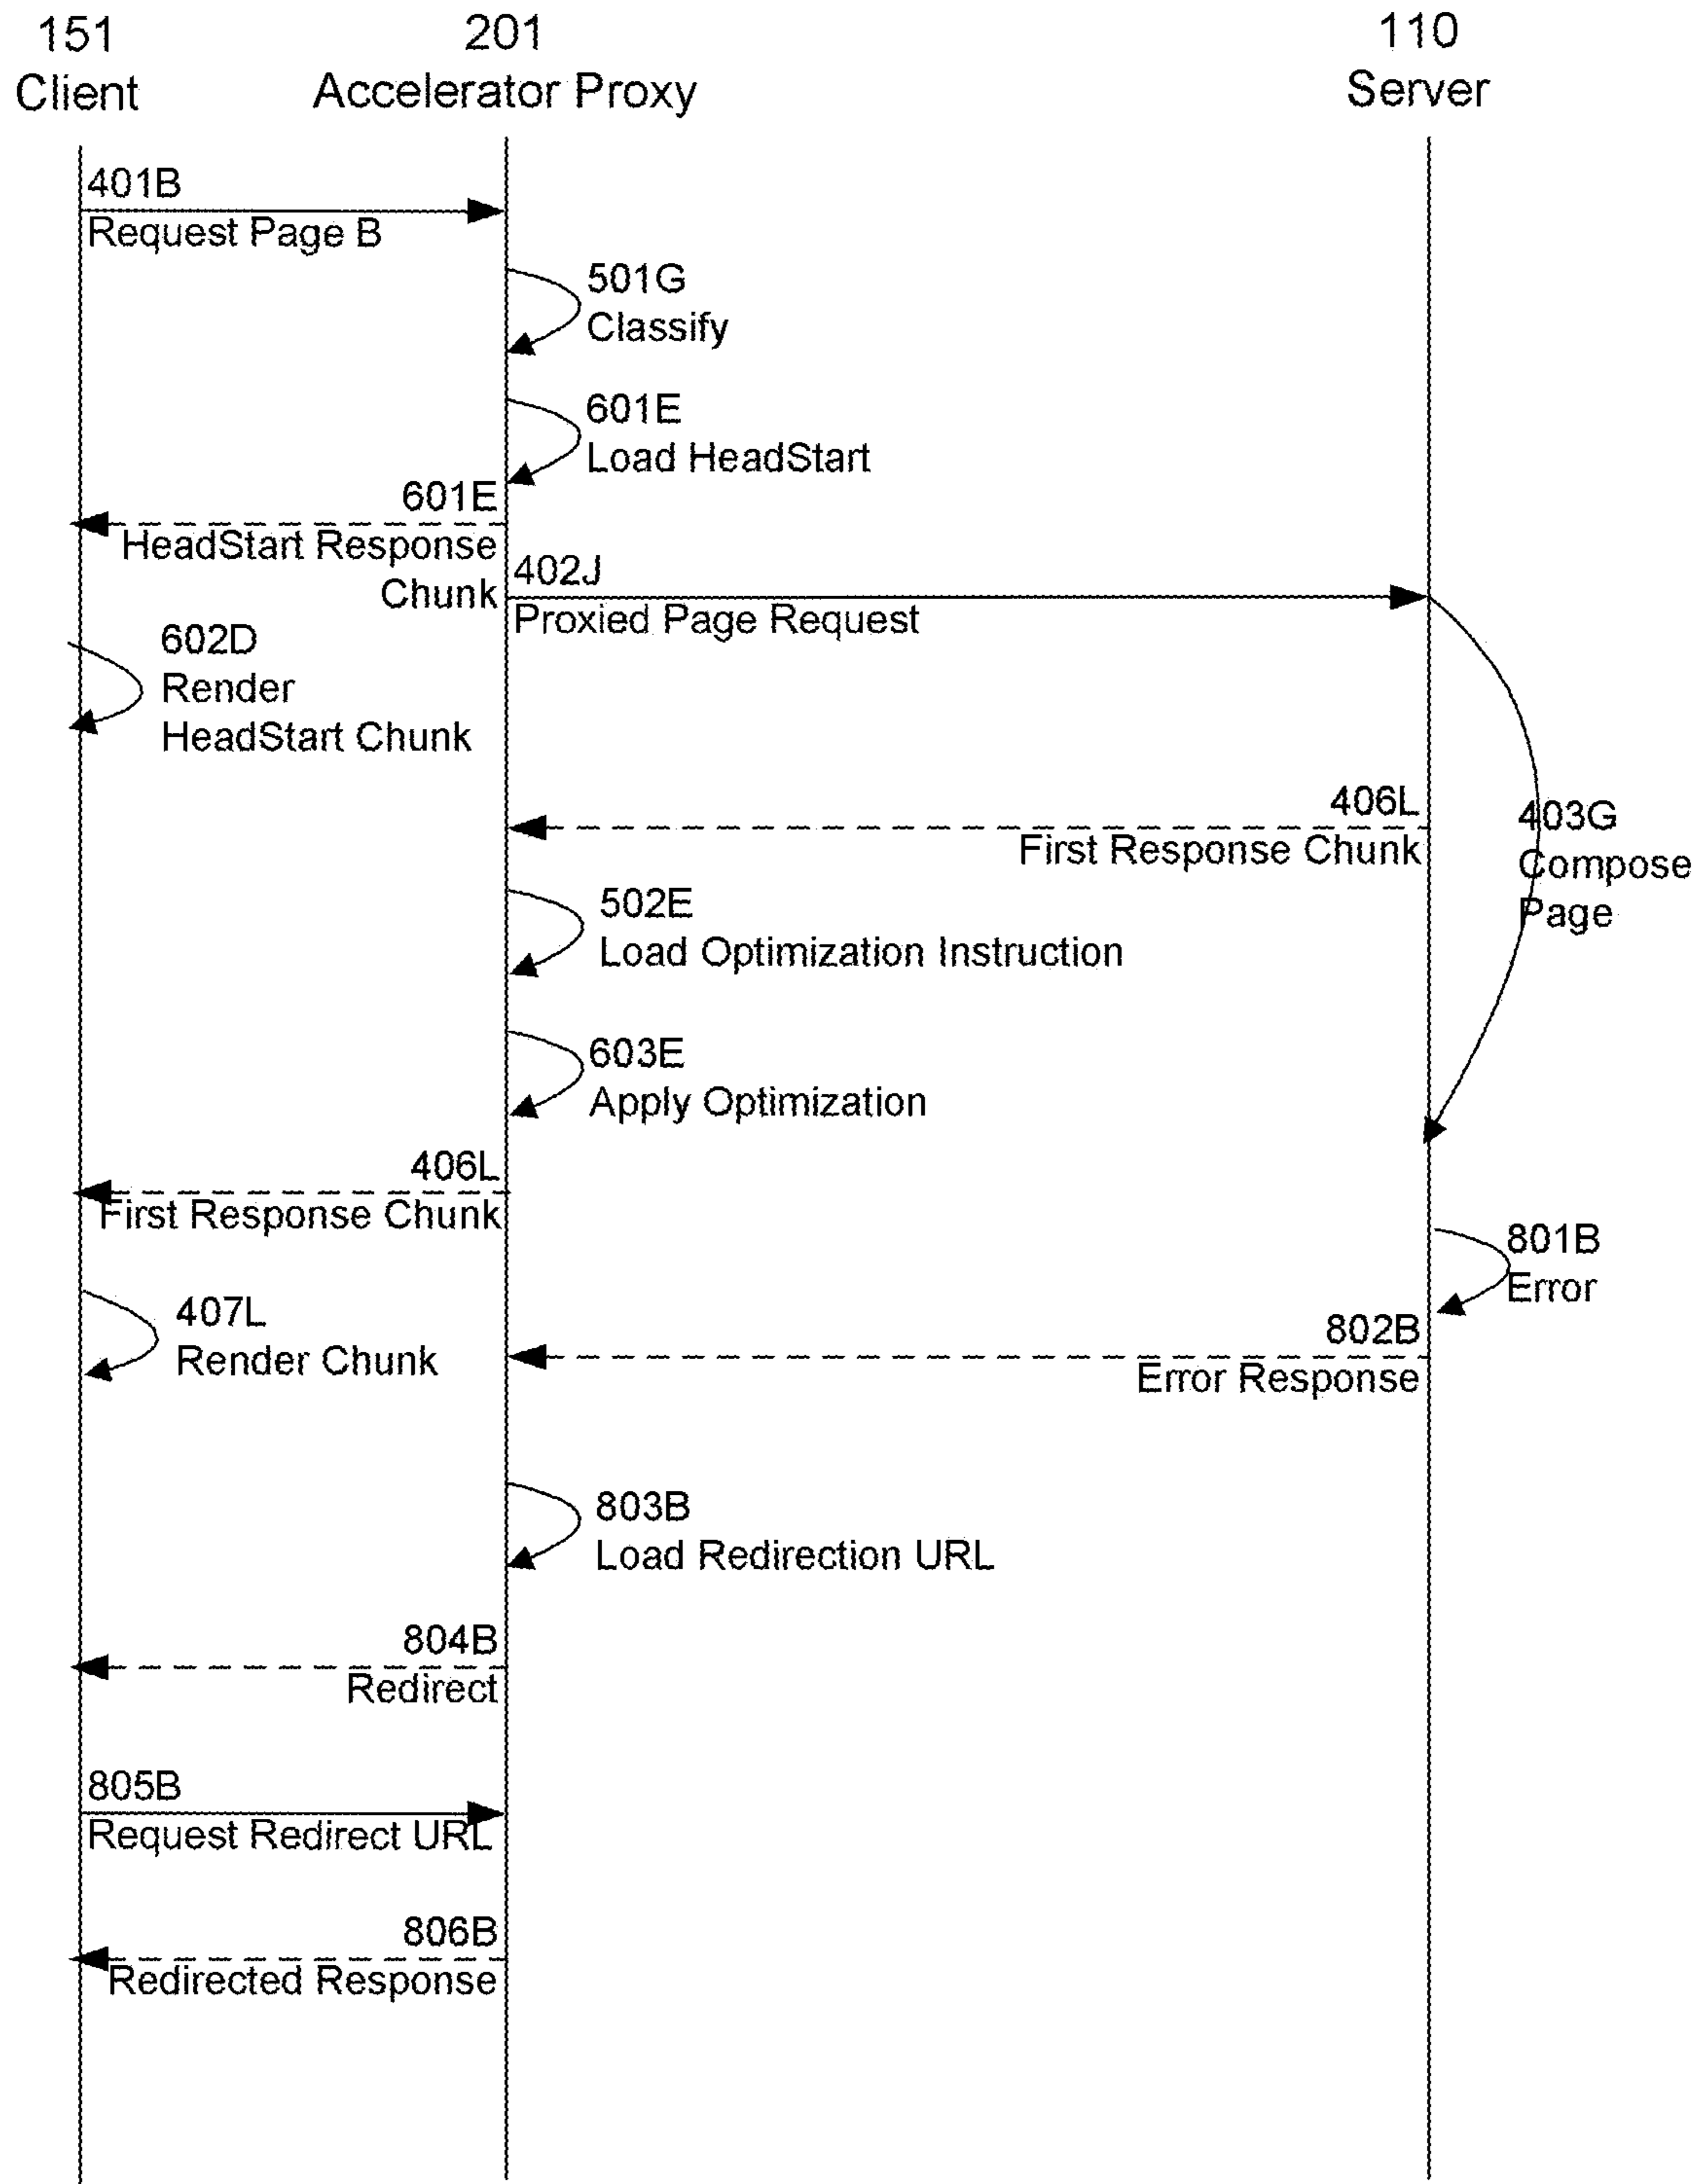 151
Client
201
Accelerator Proxy
110
Server
401B
Request Page B
501G
Classify
601E
Load HeadStart
601E
HeadStart Response
Chunk
402J
Proxied Page Request
602D
Render
HeadStart Chunk
406L
First Response Chunk
403G
Compose
Page
502E
Load Optimization Instruction
603E
Apply Optimization
406L
First Response Chunk
801B
Error
407L
Render Chunk
802B
Error Response
803B
Load Redirection URL
804B
Redirect
805B
Request Redirect URL
806B
Redirected Response